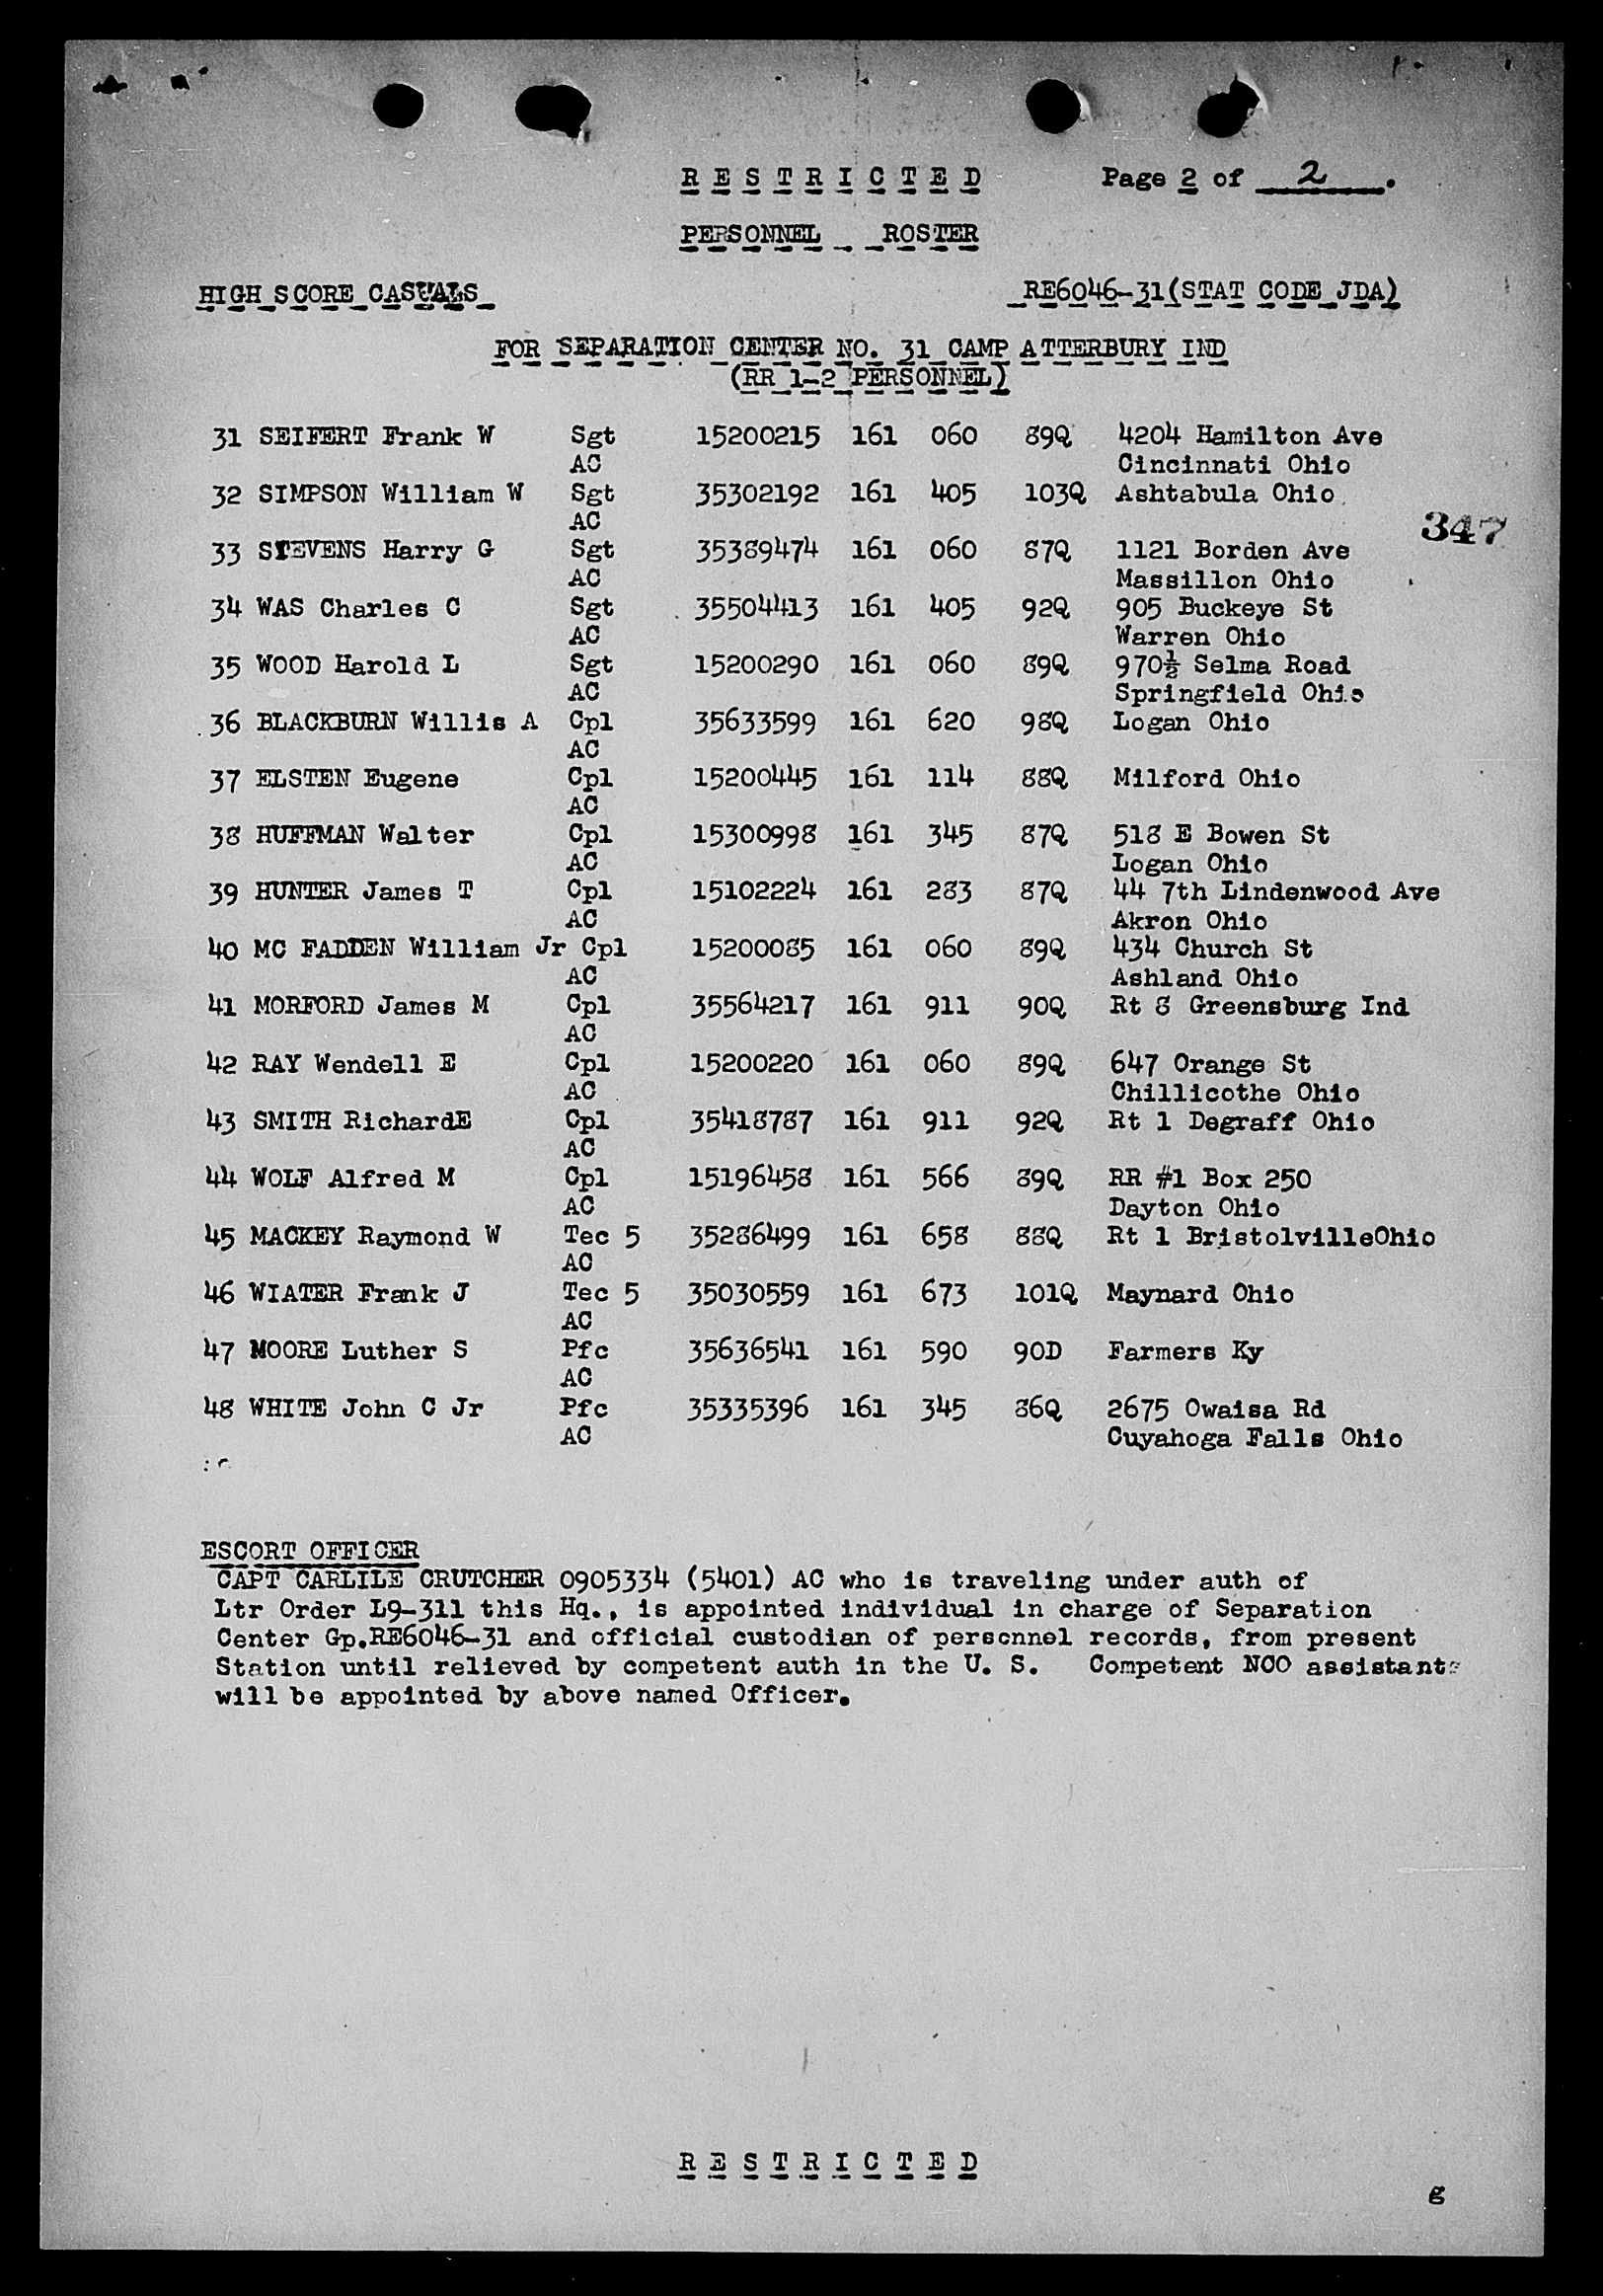 R E S T R I C T E D Page 2 of 2.
PERSONNEL ROSTER
HIGH SCORE CASUALS RE6046-31(STAT CODE JDA)
FOR SEPARATION CENTER NO. 31 CAMP ATTERBURY IND
(RR 1-2 PERSONNEL)
31 SEIFERT Frank W Sgt 15200215 161 060 89Q 4204 Hamilton Ave
AC Cincinnati Ohio
32 SIMPSON William W Sgt 35302192 161 405 103Q Ashtabula Ohio
AC
347
33 STEVENS Harry G Sgt 35389474 161 060 87Q 1121 Borden Ave
AC Massillon Ohio
34 WAS Charles C Sgt 35504413 161 405 92Q 905 Buckeye St
AC Warren Ohio
35 WOOD Harold L Sgt 15200290 161 060 89Q 970½ Selma Road
AC Springfield Ohio
36 BLACKBURN Willis A Cpl 35633599 161 620 98Q Logan Ohio
AC
37 ELSTEN Eugene Cpl 15200445 161 114 88Q Milford Ohio
AC
38 HUFFMAN Walter Cpl 15300998 161 345 87Q 518 E Bowen St
AC Logan Ohio
39 HUNTER James T Cpl 15102224 161 283 87Q 44 7th Lindenwood Ave
AC Akron Ohio
40 MC FADDEN William Jr Cpl 15200085 161 060 89Q 434 Church St
AC Ashland Ohio
41 MORFORD James M Cpl 35564217 161 911 90Q Rt 8 Greensburg Ind
AC
42 RAY Wendell E Cpl 15200220 161 060 89Q 647 Orange St
AC Chillicothe Ohio
43 SMITH RichardE Cpl 35418787 161 911 92Q Rt 1 Degraff Ohio
AC
44 WOLF Alfred M Cpl 15196458 161 566 89Q RR #1 Box 250
AC Dayton Ohio
45 MACKEY Raymond W Tec 5 35286499 161 658 88Q Rt 1 BristolvilleOhio
AC
46 WIATER Frank J Tec 5 35030559 161 673 101Q Maynard Ohio
AC
47 MOORE Luther S Pfc 35636541 161 590 90D Farmers Ky
AC
48 WHITE John C Jr Pfc 35335396 161 345 86Q 2675 Owaisa Rd
AC Cuyahoga Falls Ohio
ESCORT OFFICER
CAPT CARLILE CRUTCHER 0905334 (5401) AC who is traveling under auth of
Ltr Order L9-311 this Hq., is appointed individual in charge of Separation
Center Gp.RE6046-31 and official custodian of personnel records, from present
Station until relieved by competent auth in the U. S. Competent NCO assistants
will be appointed by above named Officer.
R E S T R I C T E D
g